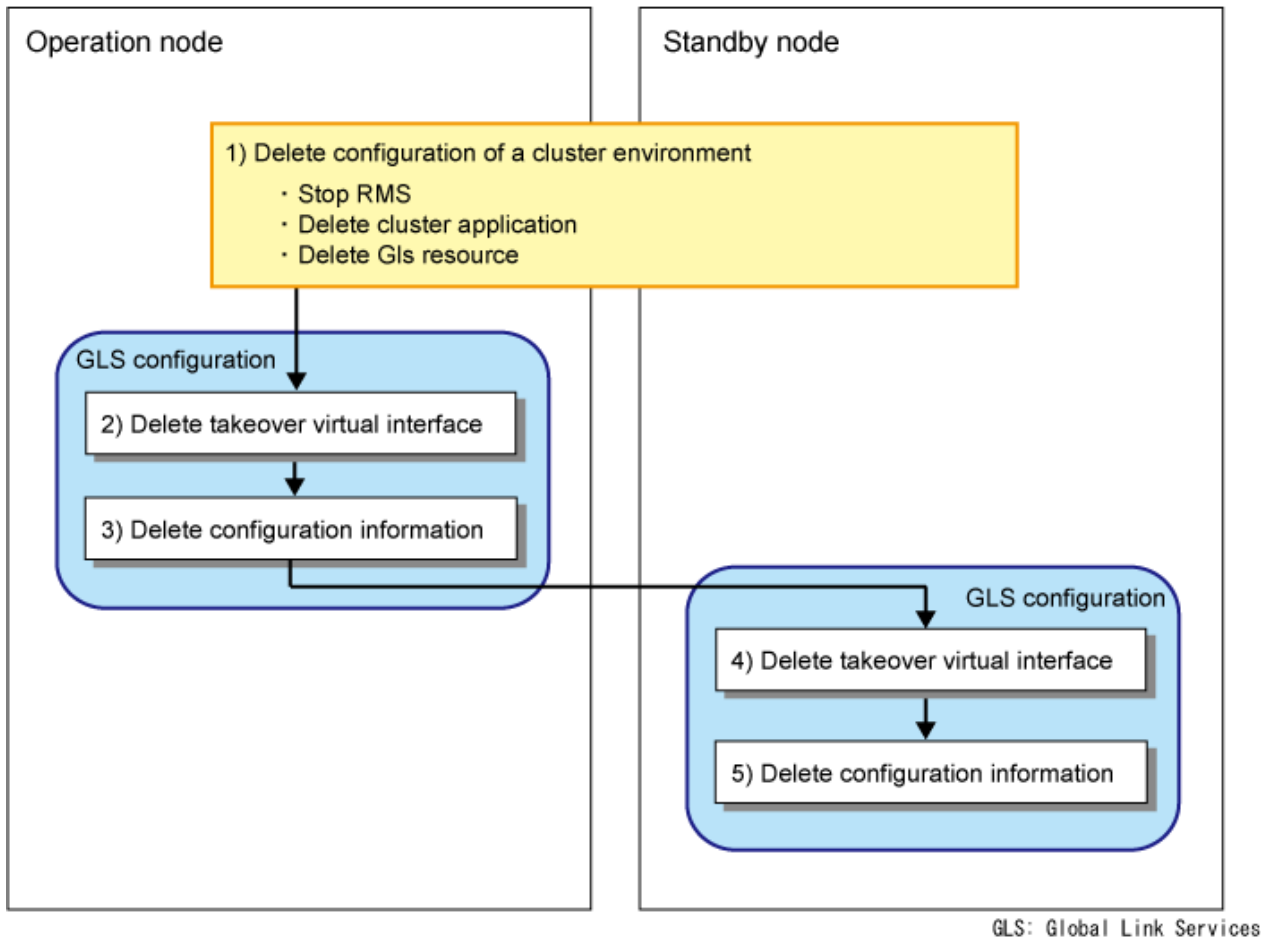 Operation node
Standby node
1) Delete configuration of a cluster environment
・ Stop RMS
・ Delete cluster application
・ Delete Gls resource
GLS configuration
2) Delete takeover virtual interface
3) Delete configuration information
GLS configuration
4) Delete takeover virtual interface
5) Delete configuration information
GLS: Global Link Services